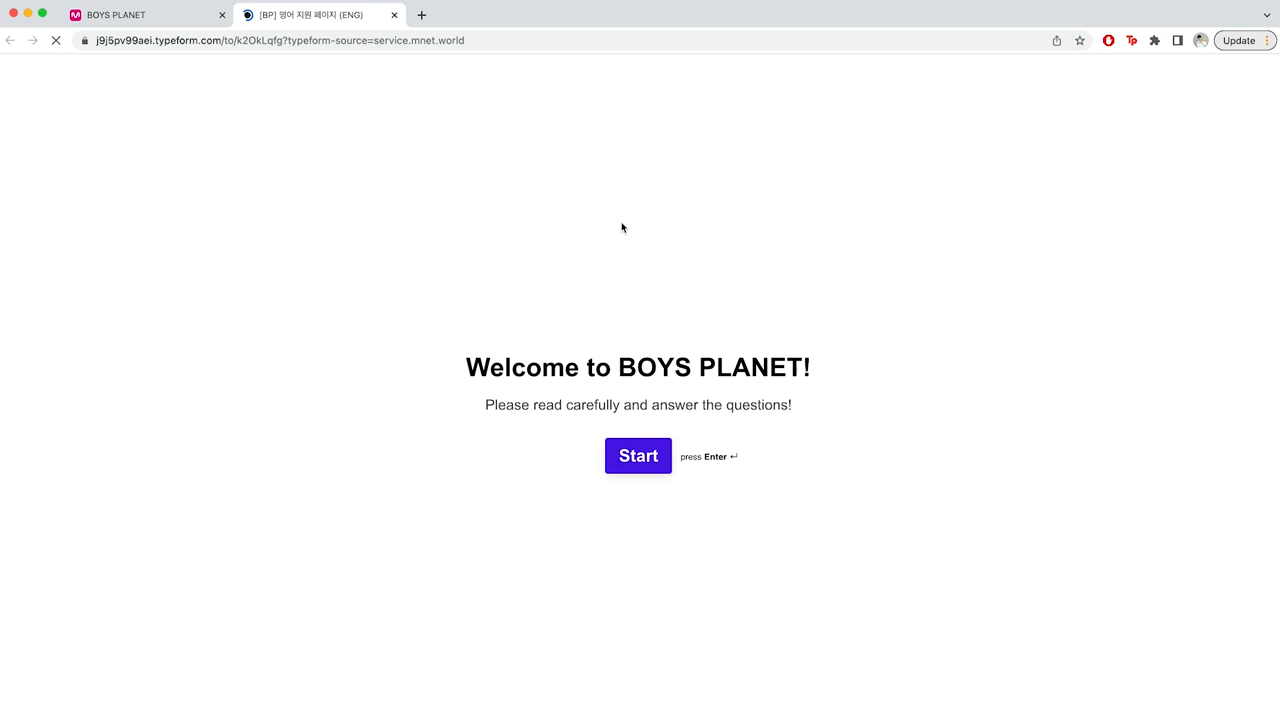 BOYS PLANET
[BP] 영어 지원 페이지 (ENG)
j9j5pv99aei.typeform.com/to/k2OkLqfg?typeform-source=service.mnet.world
Tp
Update
Welcome to BOYS PLANET!
Please read carefully and answer the questions!
Start
press Enter ↵